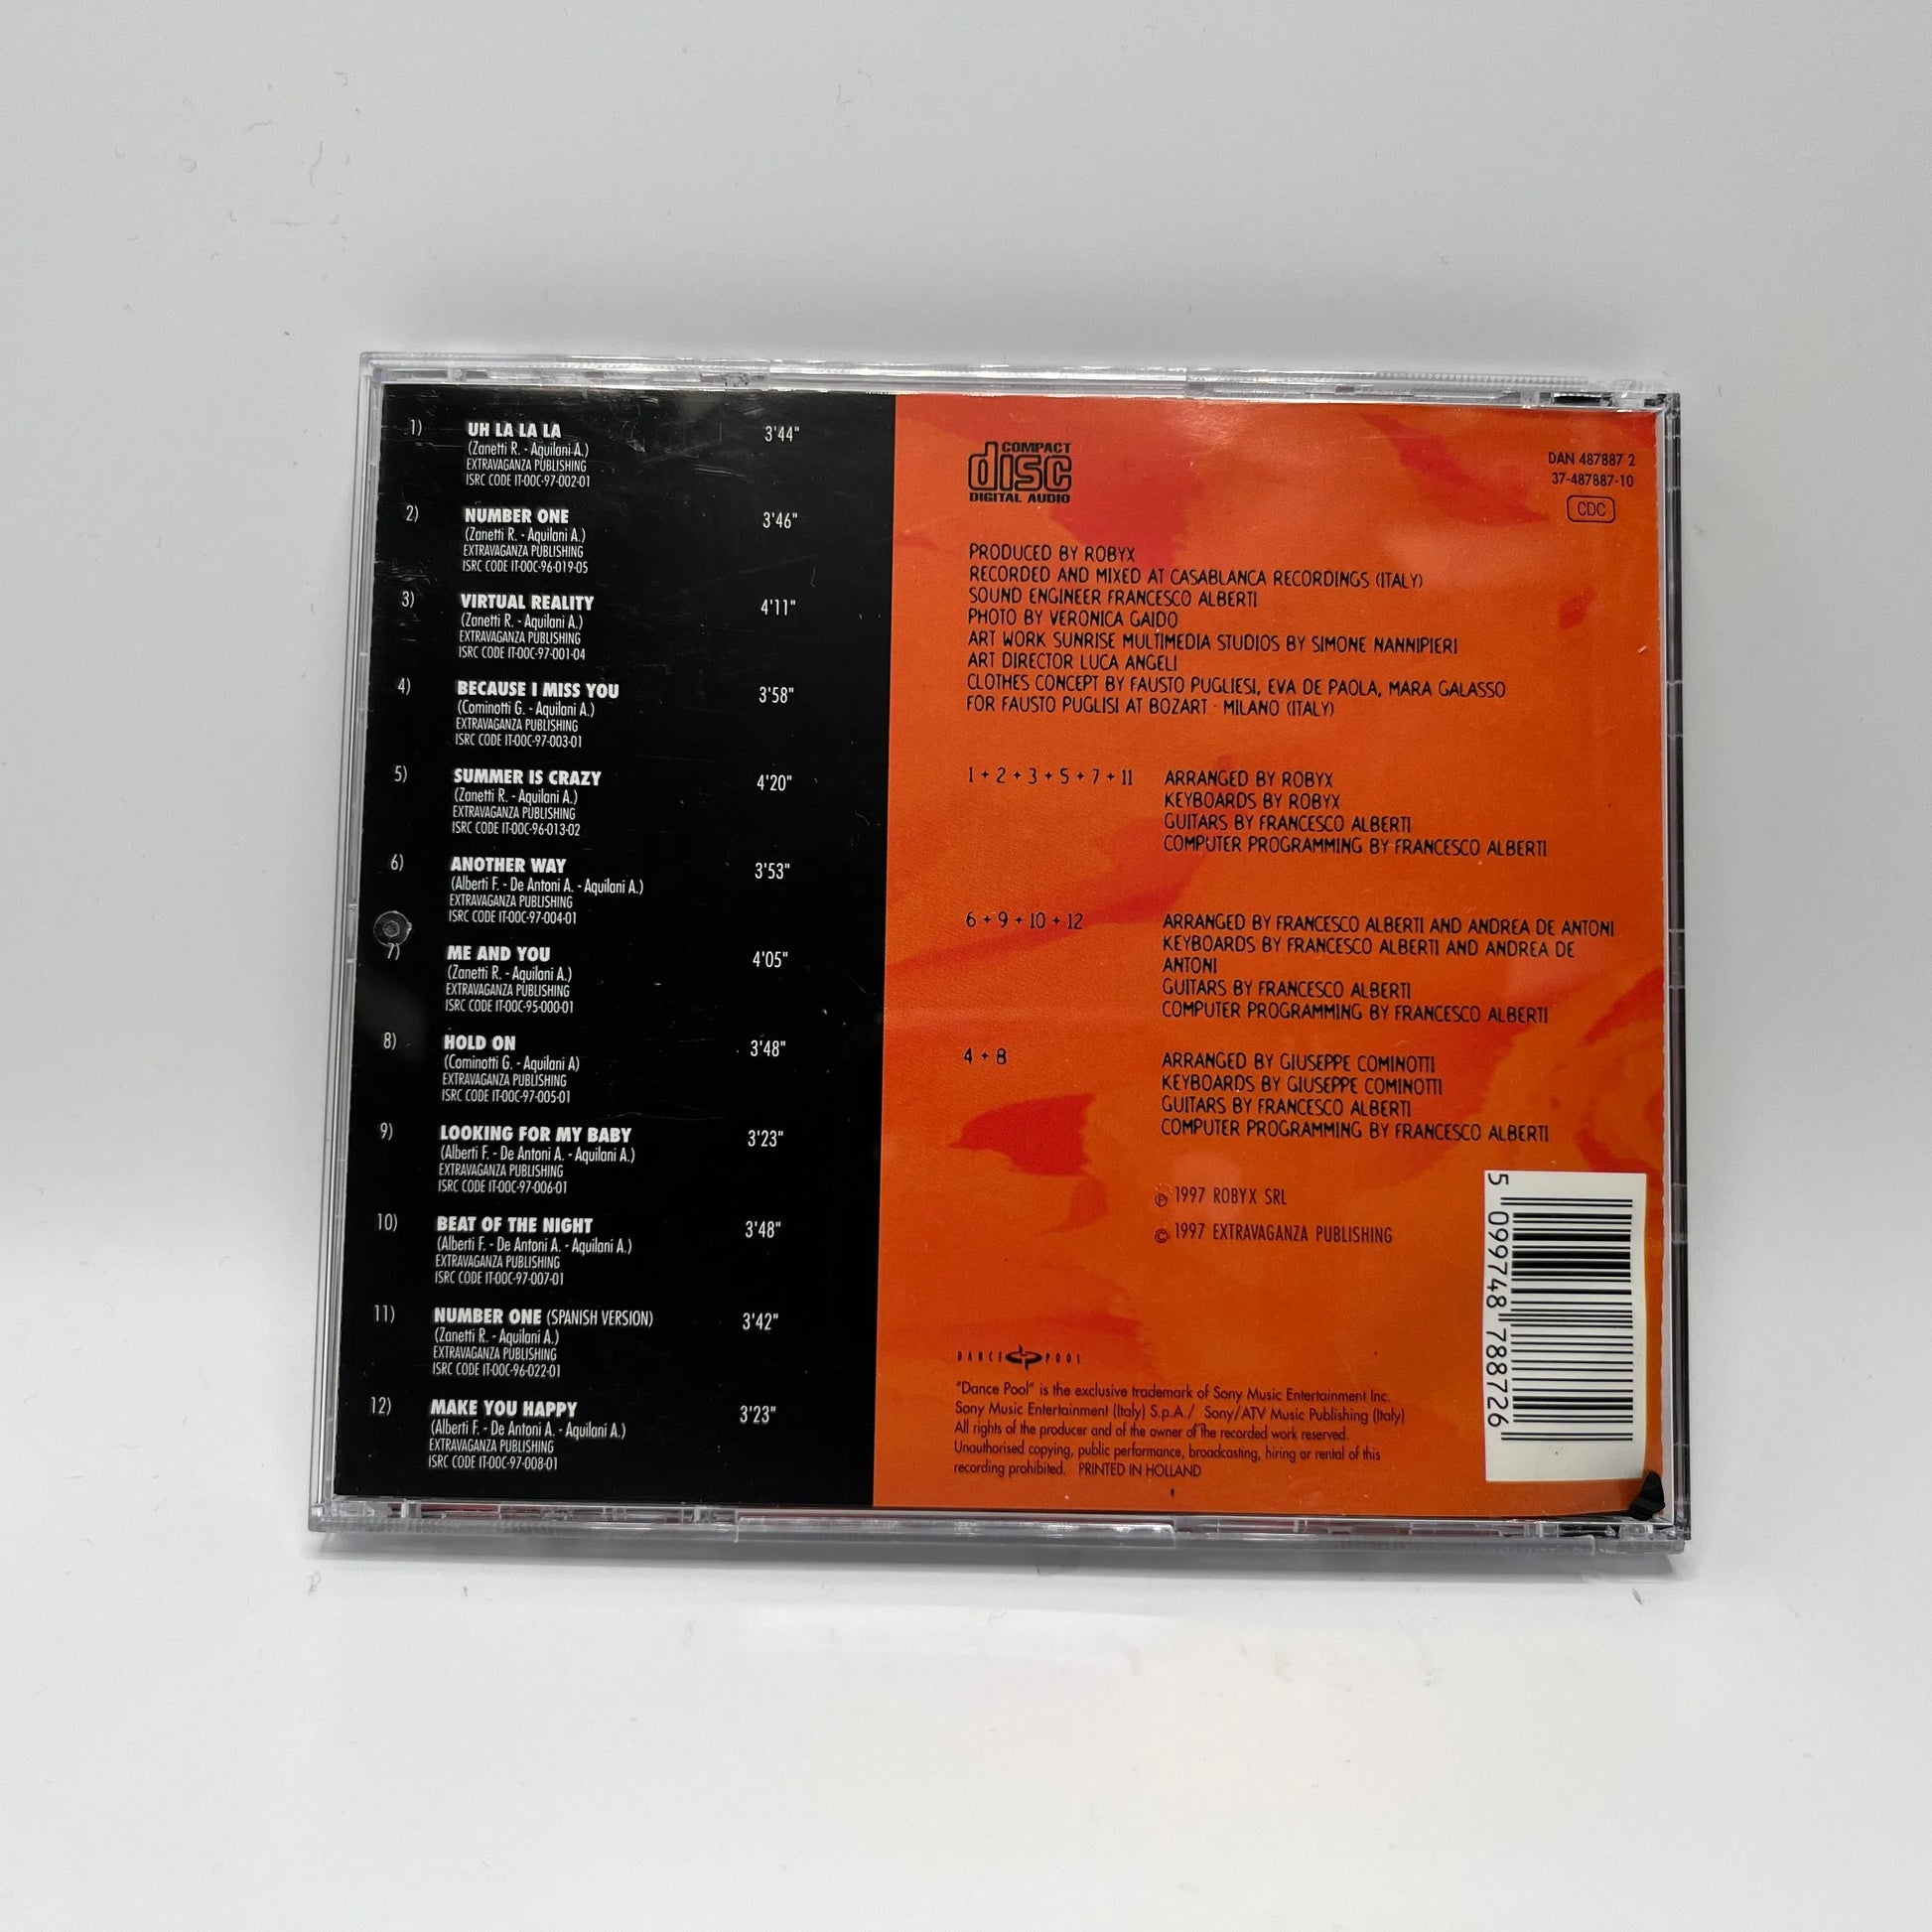 1) UH LA LA LA 3'44"
(Zanetti R. - Aquilani A.)
EXTRAVAGANZA PUBLISHING
ISRC CODE IT-00C-97-002-01
2) NUMBER ONE 3'46"
(Zanetti R. - Aquilani A.)
EXTRAVAGANZA PUBLISHING
ISRC CODE IT-00C-96-019-05
3) VIRTUAL REALITY 4'11"
(Zanetti R. - Aquilani A.)
EXTRAVAGANZA PUBLISHING
ISRC CODE IT-00C-97-001-04
4) BECAUSE I MISS YOU 3'58"
(Cominotti G. - Aquilani A.)
EXTRAVAGANZA PUBLISHING
ISRC CODE IT-00C-97-003-01
5) SUMMER IS CRAZY 4'20"
(Zanetti R. - Aquilani A.)
EXTRAVAGANZA PUBLISHING
ISRC CODE IT-00C-96-013-02
6) ANOTHER WAY 3'53"
(Alberti F. - De Antoni A. - Aquilani A.)
EXTRAVAGANZA PUBLISHING
ISRC CODE IT-00C-97-004-01
7) ME AND YOU 4'05"
(Zanetti R. - Aquilani A.)
EXTRAVAGANZA PUBLISHING
ISRC CODE IT-00C-95-000-01
8) HOLD ON 3'48"
(Cominotti G. - Aquilani A)
EXTRAVAGANZA PUBLISHING
ISRC CODE IT-00C-97-005-01
9) LOOKING FOR MY BABY 3'23"
(Alberti F. - De Antoni A. - Aquilani A.)
EXTRAVAGANZA PUBLISHING
ISRC CODE IT-00C-97-006-01
10) BEAT OF THE NIGHT 3'48"
(Alberti F. - De Antoni A. - Aquilani A.)
EXTRAVAGANZA PUBLISHING
ISRC CODE IT-00C-97-007-01
11) NUMBER ONE (SPANISH VERSION) 3'42"
(Zanetti R. - Aquilani A.)
EXTRAVAGANZA PUBLISHING
ISRC CODE IT-00C-96-022-01
12) MAKE YOU HAPPY 3'23"
(Alberti F. - De Antoni A. - Aquilani A.)
EXTRAVAGANZA PUBLISHING
ISRC CODE IT-00C-97-008-01
COMPACT
disc
DIGITAL AUDIO
DAN 487887 2
37-487887-10
CDC
PRODUCED BY ROBYX
RECORDED AND MIXED AT CASABLANCA RECORDINGS (ITALY)
SOUND ENGINEER FRANCESCO ALBERTI
PHOTO BY VERONICA GAIDO
ART WORK SUNRISE MULTIMEDIA STUDIOS BY SIMONE NANNIPIERI
ART DIRECTOR LUCA ANGELI
CLOTHES CONCEPT BY FAUSTO PUGLIESI, EVA DE PAOLA, MARA GALASSO
FOR FAUSTO PUGLISI AT BOZART - MILANO (ITALY)
1 + 2 + 3 + 5 + 7 + 11 ARRANGED BY ROBYX
KEYBOARDS BY ROBYX
GUITARS BY FRANCESCO ALBERTI
COMPUTER PROGRAMMING BY FRANCESCO ALBERTI
6 + 9 + 10 + 12 ARRANGED BY FRANCESCO ALBERTI AND ANDREA DE ANTONI
KEYBOARDS BY FRANCESCO ALBERTI AND ANDREA DE
ANTONI
GUITARS BY FRANCESCO ALBERTI
COMPUTER PROGRAMMING BY FRANCESCO ALBERTI
4 + 8 ARRANGED BY GIUSEPPE COMINOTTI
KEYBOARDS BY GIUSEPPE COMINOTTI
GUITARS BY FRANCESCO ALBERTI
COMPUTER PROGRAMMING BY FRANCESCO ALBERTI
℗ 1997 ROBYX SRL
© 1997 EXTRAVAGANZA PUBLISHING
DANCE dp POOL
"Dance Pool" is the exclusive trademark of Sony Music Entertainment Inc.
Sony Music Entertainment (Italy) S.p.A / Sony/ATV Music Publishing (Italy)
All rights of the producer and of the owner of the recorded work reserved.
Unauthorised copying, public performance, broadcasting, hiring or rental of this
recording prohibited. PRINTED IN HOLLAND
5 099748 788726